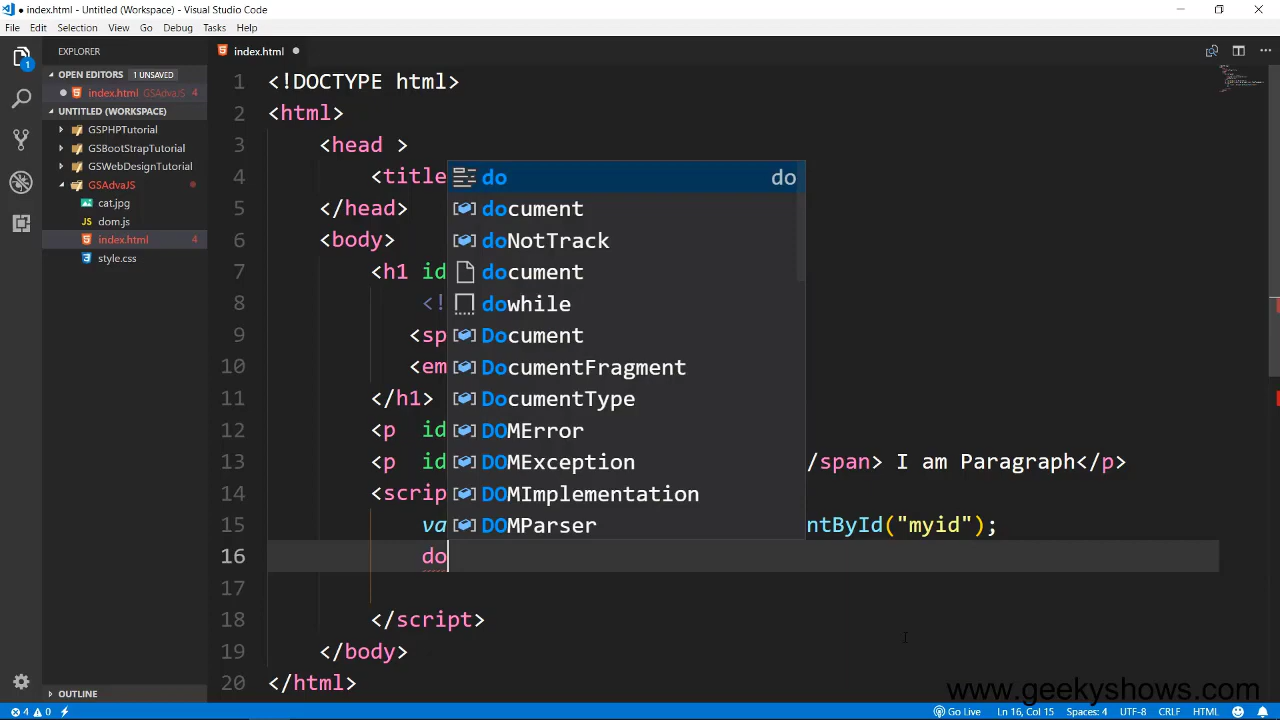 index.html - Untitled (Workspace) - Visual Studio Code
File Edit Selection View Go Debug Tasks Help
EXPLORER
index.html
OPEN EDITORS 1 UNSAVED
index.html GSAdvaJS 4
UNTITLED (WORKSPACE)
GSPHPTutorial
GSBootStrapTutorial
GSWebDesignTutorial
GSAdvaJS
cat.jpg
JS dom.js
index.html 4
style.css
OUTLINE
1
1 <!DOCTYPE html>
2 <html>
3 <head >
4 <title
5 </head>
6 <body>
7 <h1 id
8 <!
9 <sp
10 <em
11 </h1>
12 <p id
13 <p id /span> I am Paragraph</p>
14 <scrip
15 va ntById("myid");
16 do
17
18 </script>
19 </body>
20 </html>
do do
document
doNotTrack
document
dowhile
Document
DocumentFragment
DocumentType
DOMError
DOMException
DOMImplementation
DOMParser
www.geekyshows.com
4 0 Go Live Ln 16, Col 15 Spaces: 4 UTF-8 CRLF HTML